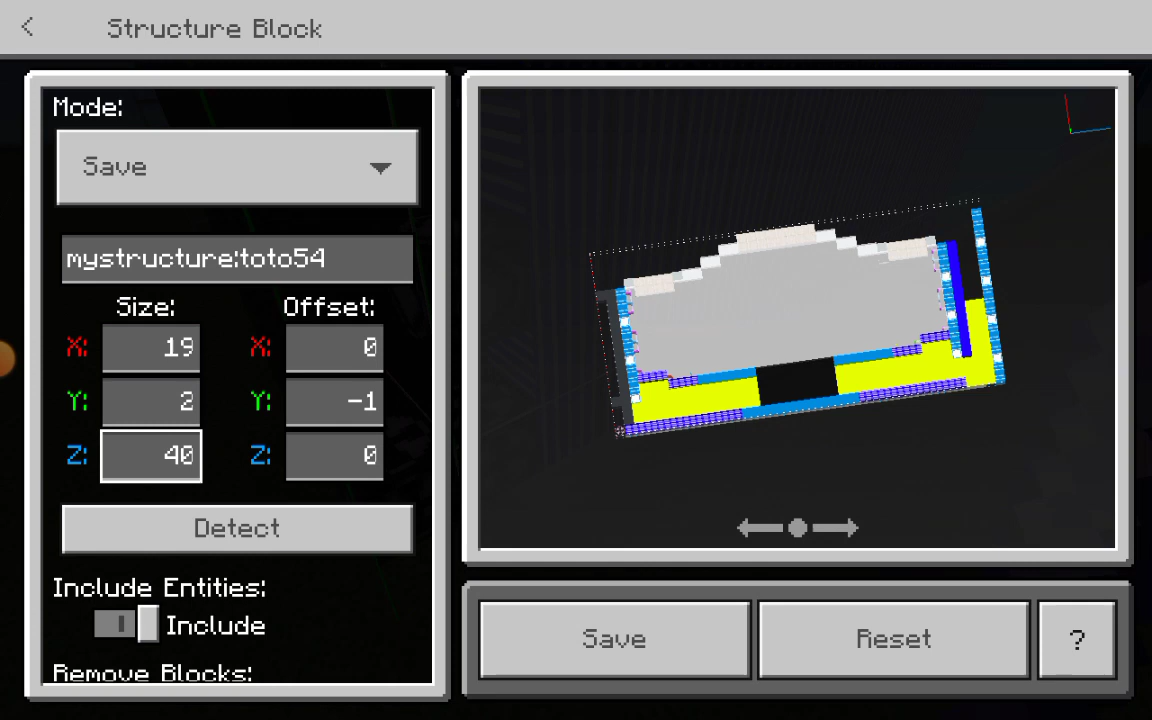 Structure Block
Mode:
Save
mystructure:toto54
Size: Offset:
X: 19 X: 0
Y: 2 Y: -1
Z: 40 Z: 0
Detect
Include Entities:
Include
Remove Blocks:
Save Reset ?